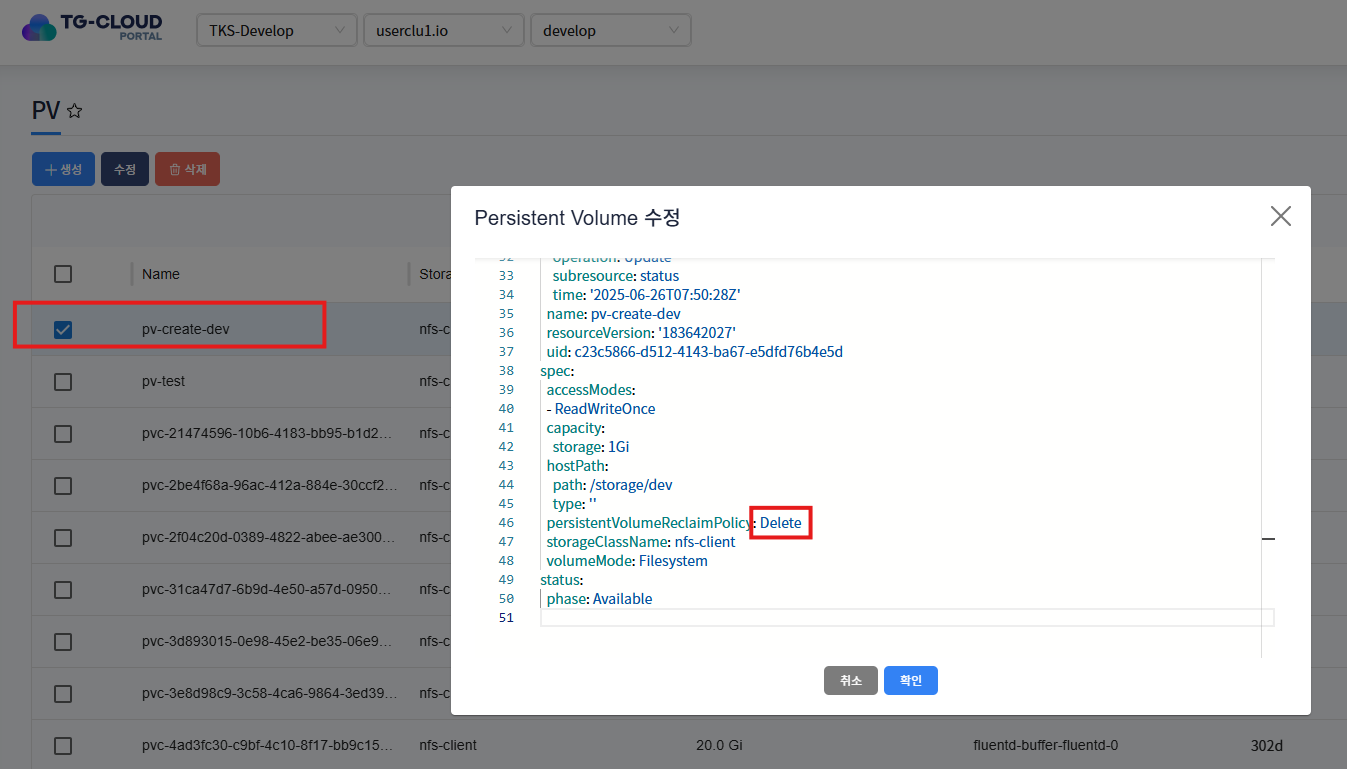 TG-CLOUD
PORTAL
TKS-Develop
userclu1.io
develop
PV
생성
수정
삭제
Name
Stora
pv-create-dev
nfs-c
pv-test
nfs-c
pvc-21474596-10b6-4183-bb95-b1d2...
nfs-c
pvc-2be4f68a-96ac-412a-884e-30ccf2...
nfs-c
pvc-2f04c20d-0389-4822-abee-ae300...
nfs-c
pvc-31ca47d7-6b9d-4e50-a57d-0950...
nfs-c
pvc-3d893015-0e98-45e2-be35-06e9...
nfs-c
pvc-3e8d98c9-3c58-4ca6-9864-3ed39...
nfs-c
pvc-4ad3fc30-c9bf-4c10-8f17-bb9c15...
nfs-client
20.0 Gi
fluentd-buffer-fluentd-0
302d
Persistent Volume 수정
32 operation: Update
33 subresource: status
34 time: '2025-06-26T07:50:28Z'
35 name: pv-create-dev
36 resourceVersion: '183642027'
37 uid: c23c5866-d512-4143-ba67-e5dfd76b4e5d
38 spec:
39 accessModes:
40 - ReadWriteOnce
41 capacity:
42 storage: 1Gi
43 hostPath:
44 path: /storage/dev
45 type: ''
46 persistentVolumeReclaimPolicy: Delete
47 storageClassName: nfs-client
48 volumeMode: Filesystem
49 status:
50 phase: Available
51
취소
확인